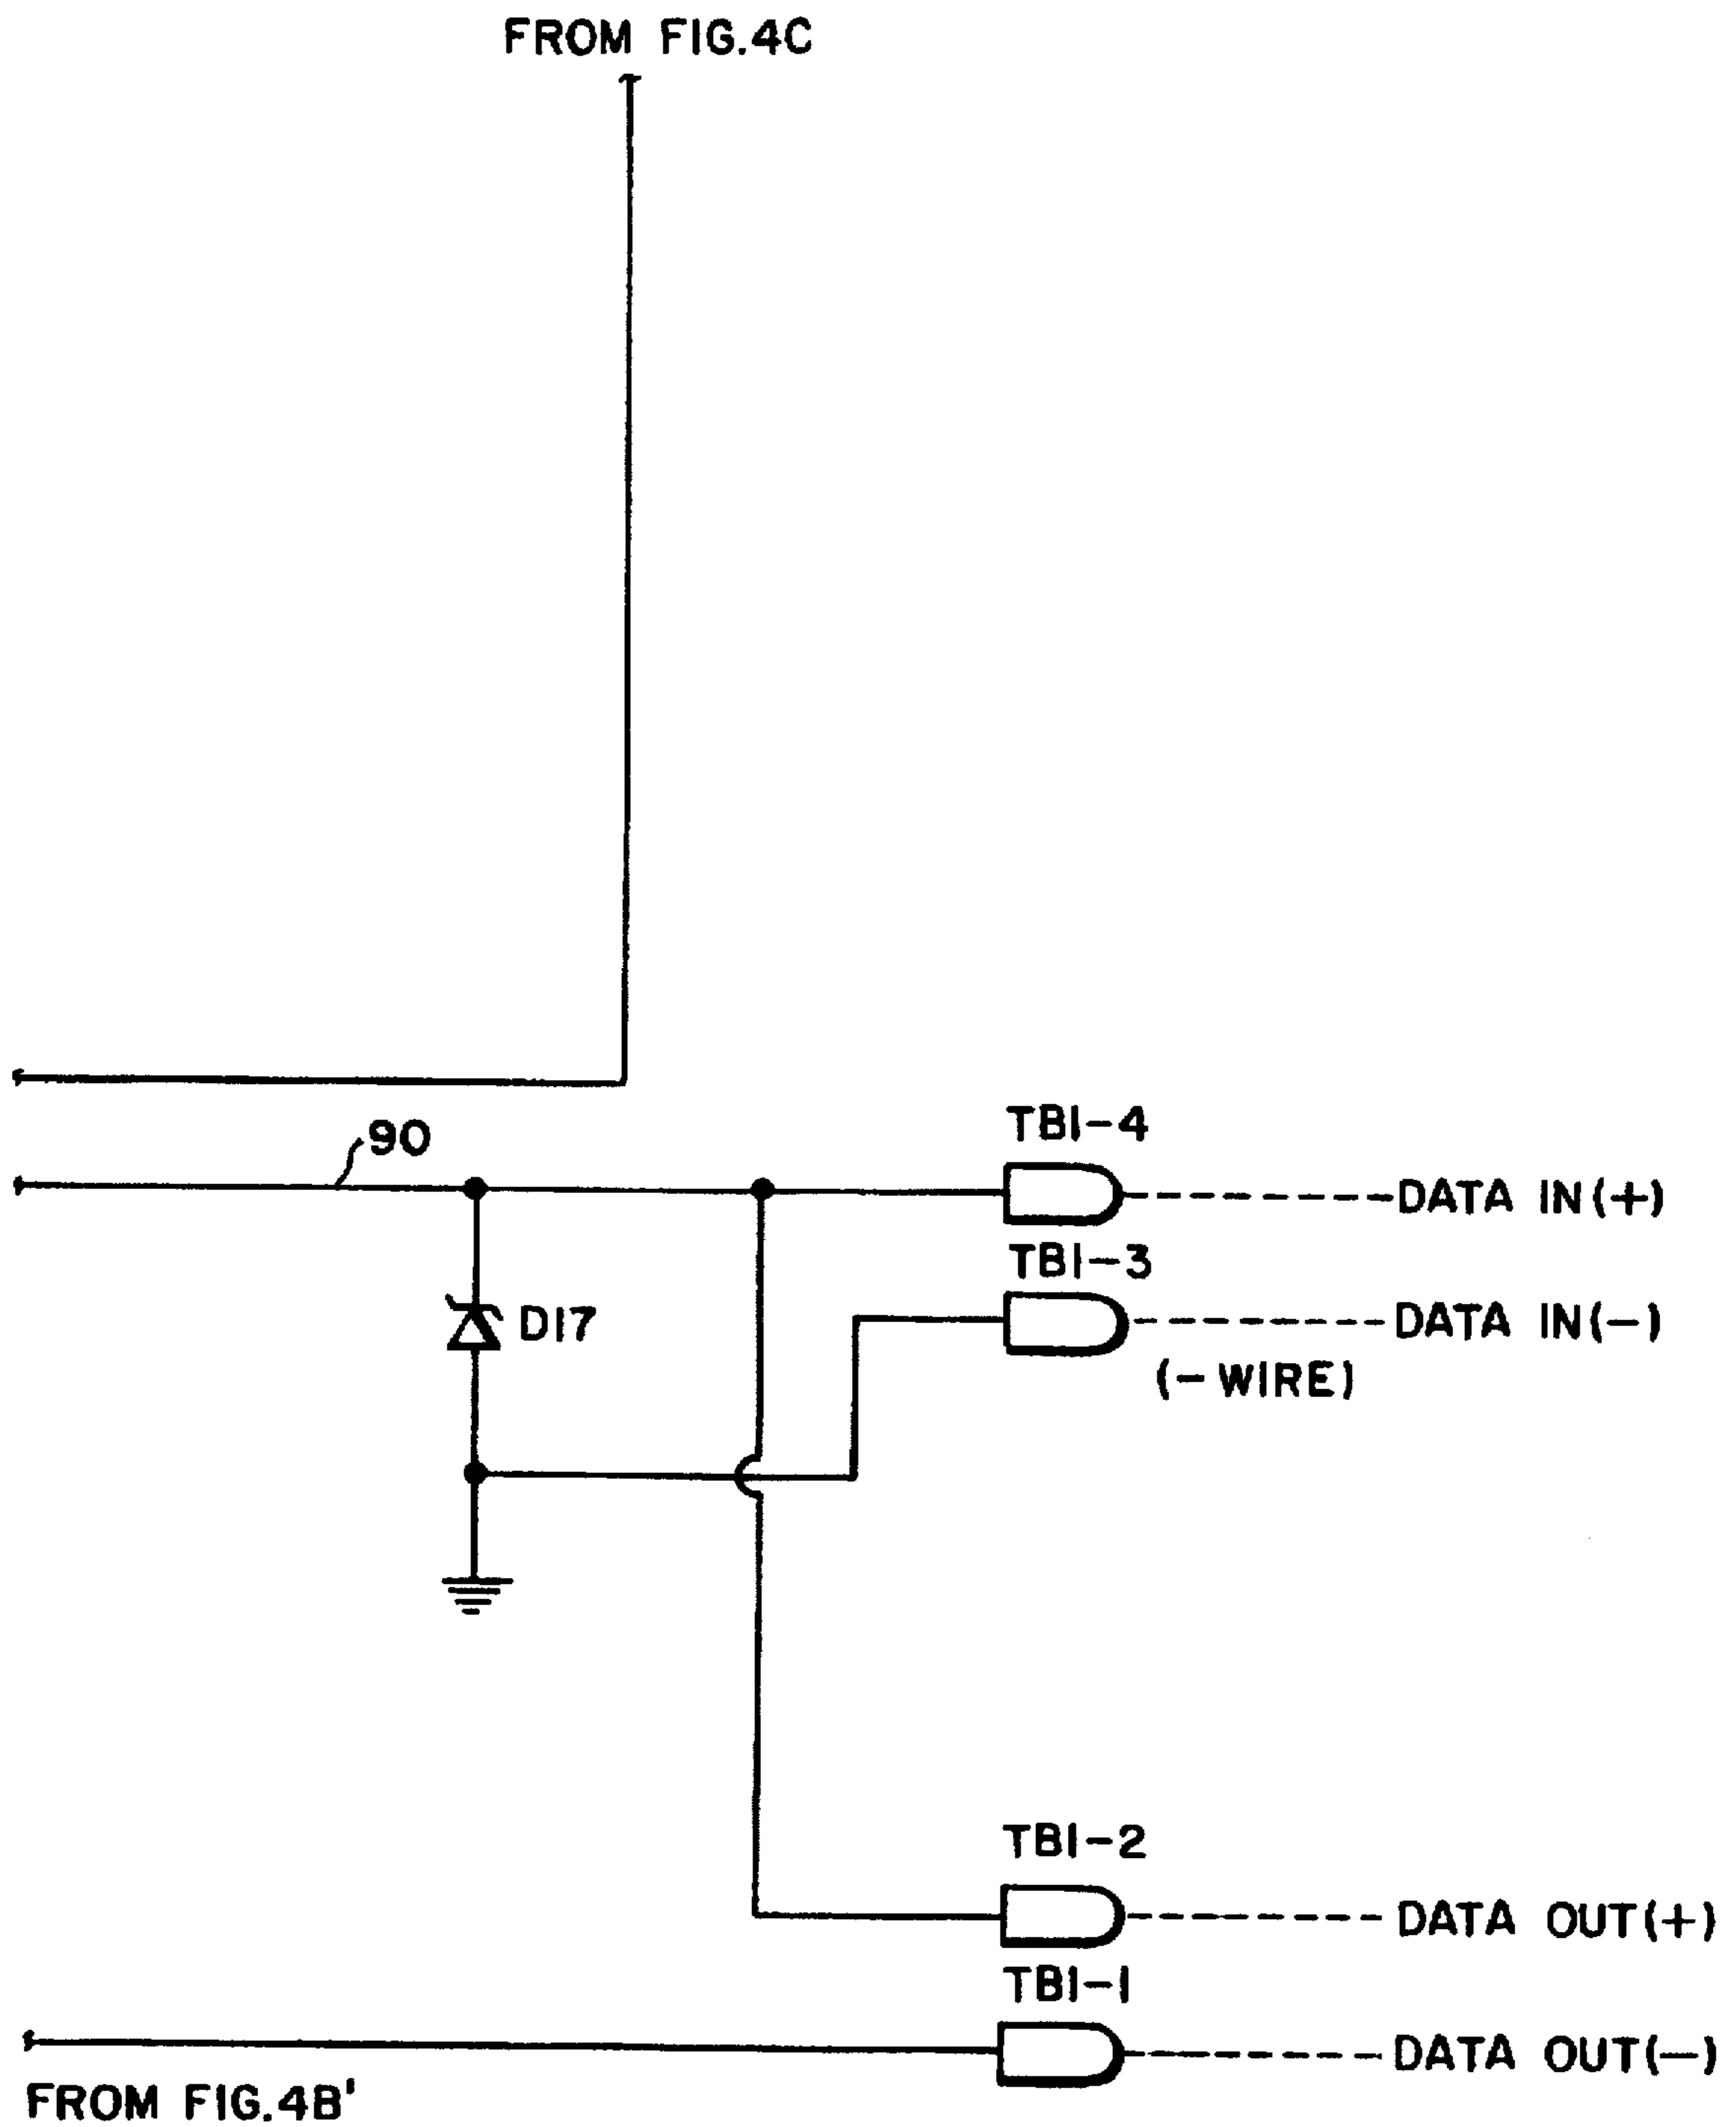 FROM FIG.4C
90
TB1-4
DATA IN(+)
TB1-3
D17
DATA IN(-)
(-WIRE)
TB1-2
DATA OUT(+)
TB1-1
DATA OUT(-)
FROM FIG.4B'